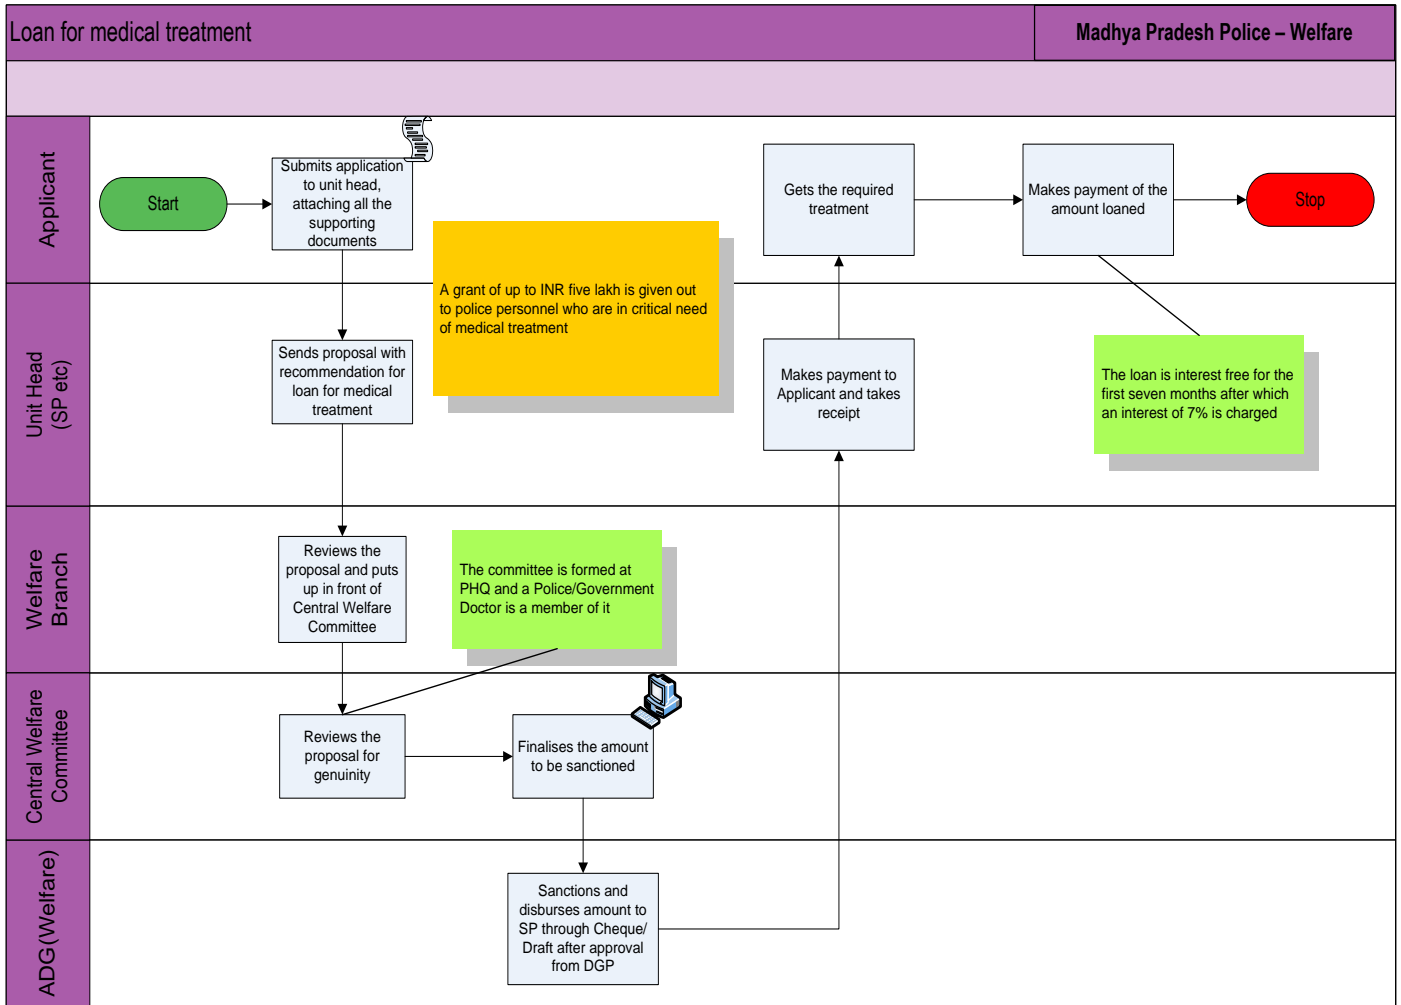 Loan for medical treatment
Madhya Pradesh Police – Welfare
Applicant
Start
Submits application
to unit head,
attaching all the
supporting
documents
Gets the required
treatment
Makes payment of the
amount loaned
Stop
A grant of up to INR five lakh is given out
to police personnel who are in critical need
of medical treatment
Unit Head
(SP etc)
Sends proposal with
recommendation for
loan for medical
treatment
Makes payment to
Applicant and takes
receipt
The loan is interest free for the
first seven months after which
an interest of 7% is charged
Welfare
Branch
Reviews the
proposal and puts
up in front of
Central Welfare
Committee
The committee is formed at
PHQ and a Police/Government
Doctor is a member of it
Central Welfare
Committee
Reviews the
proposal for
genuinity
Finalises the amount
to be sanctioned
ADG(Welfare)
Sanctions and
disburses amount to
SP through Cheque/
Draft after approval
from DGP